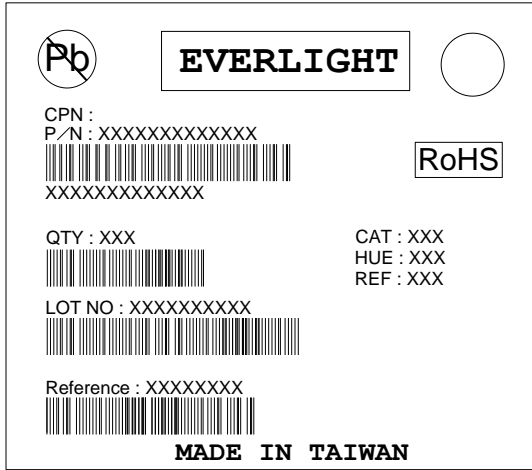 Pb
EVERLIGHT
CPN :
P/N : XXXXXXXXXXXXX
RoHS
XXXXXXXXXXXXX
QTY : XXX
CAT : XXX
HUE : XXX
REF : XXX
LOT NO : XXXXXXXXXX
Reference : XXXXXXXX
MADE IN TAIWAN